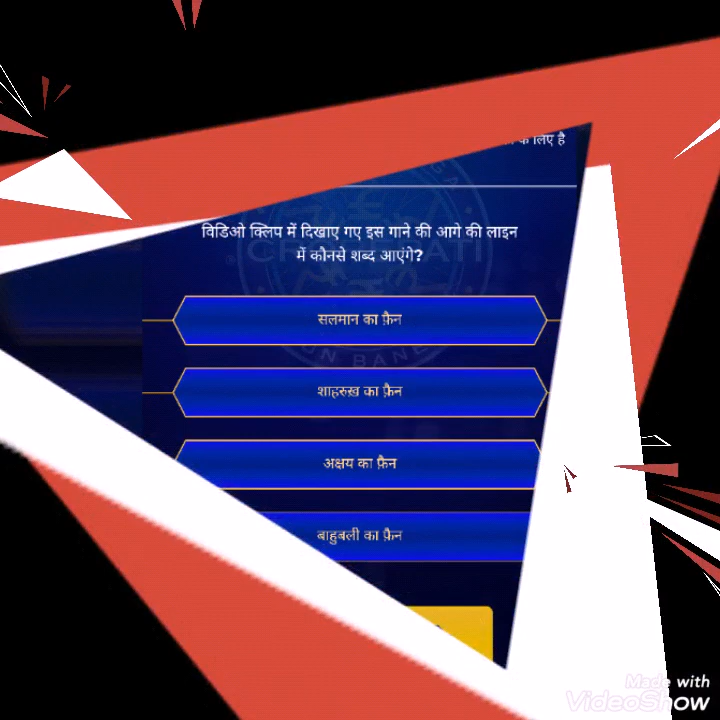 के लिए है
विडिओ क्लिप में दिखाए गए इस गाने की आगे की लाइन
में कौनसे शब्द आएंगे?
सलमान का फ़ैन
शाहरुख़ का फ़ैन
अक्षय का फ़ैन
बाहुबली का फ़ैन
Made with
VideoShow